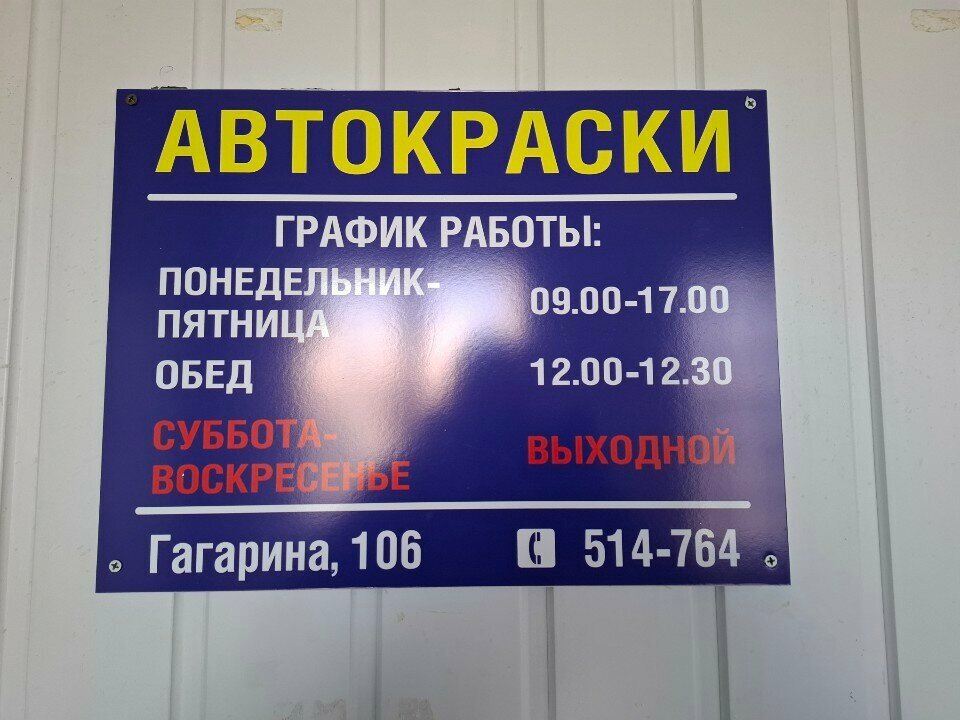 АВТОКРАСКИ
ГРАФИК РАБОТЫ:
ПОНЕДЕЛЬНИК-
ПЯТНИЦА 09.00-17.00
ОБЕД 12.00-12.30
СУББОТА-
ВОСКРЕСЕНЬЕ ВЫХОДНОЙ
Гагарина, 106 514-764